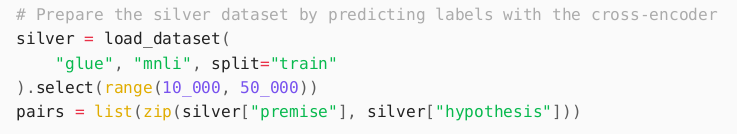 # Prepare the silver dataset by predicting labels with the cross-encoder
silver = load_dataset(
    "glue", "mnli", split="train"
).select(range(10_000, 50_000))
pairs = list(zip(silver["premise"], silver["hypothesis"]))